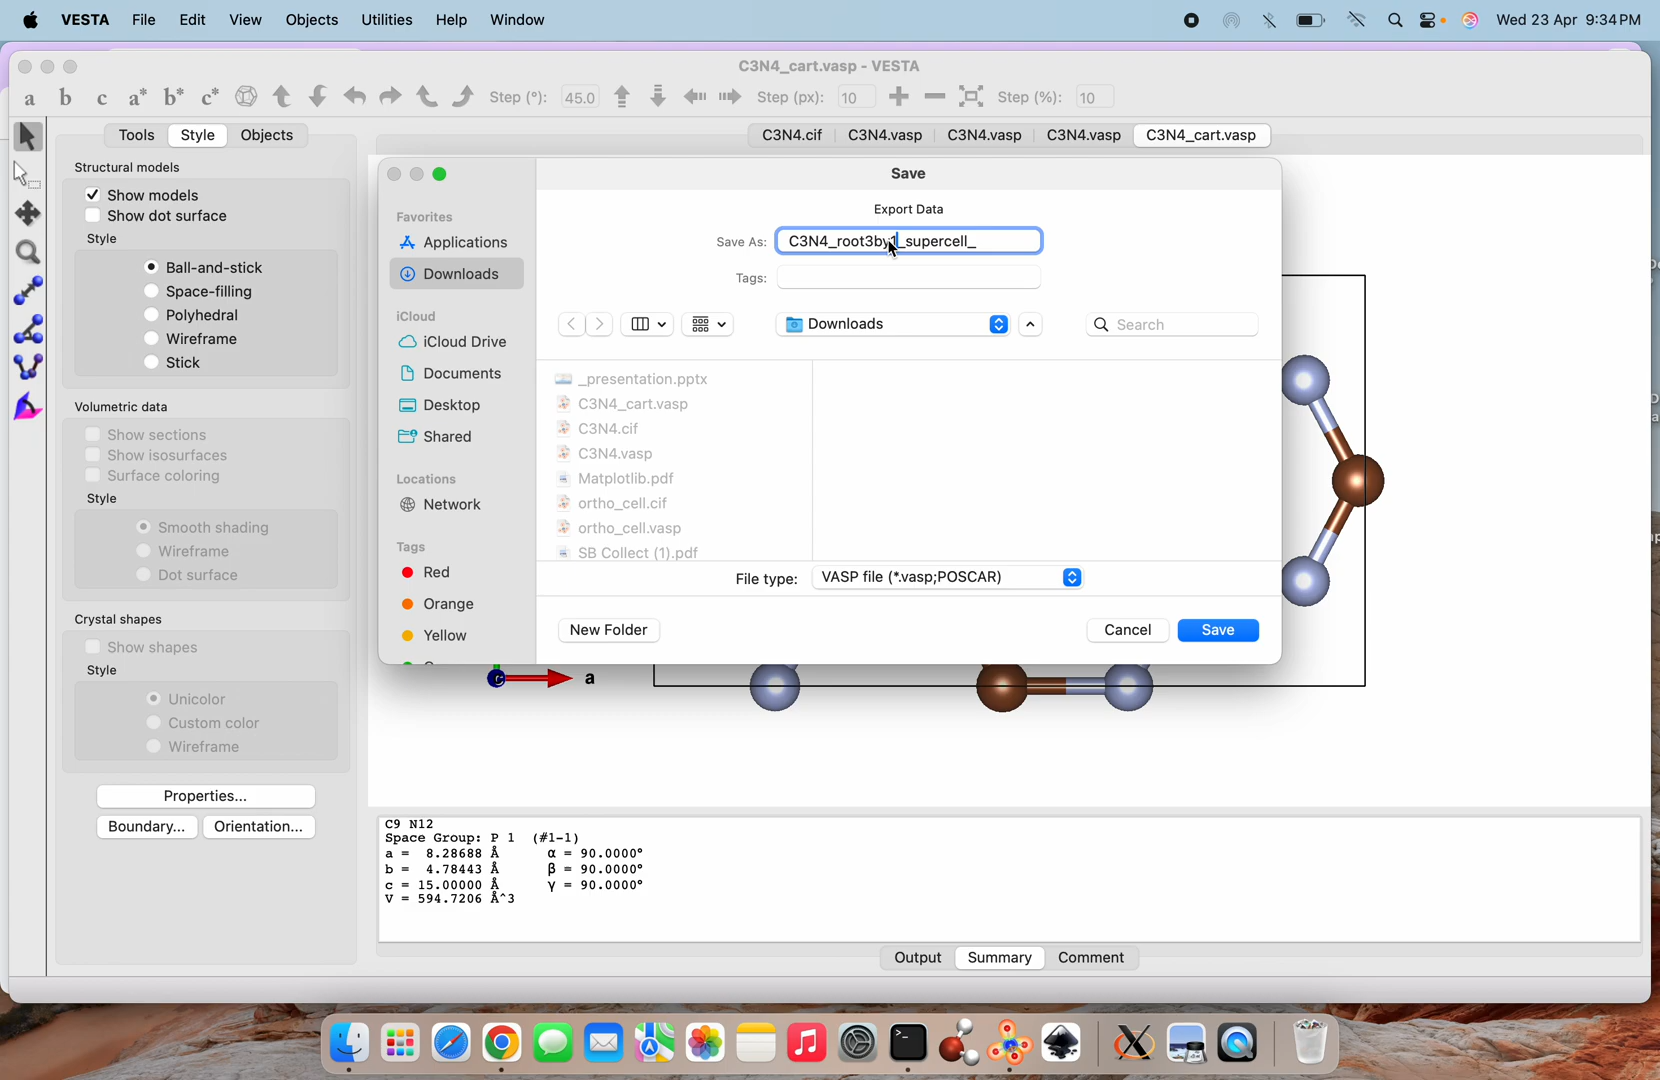 VESTA File Edit View Objects Utilities Help Window Wed 23 Apr 9:34 PM
C3N4_cart.vasp - VESTA
a b c a* b* c* Step (°): 45.0 Step (px): 10 Step (%): 10
Tools Style Objects
C3N4.cif C3N4.vasp C3N4.vasp C3N4.vasp C3N4_cart.vasp
Structural models
Show models
Show dot surface
Style
Ball-and-stick
Space-filling
Polyhedral
Wireframe
Stick
Volumetric data
Show sections
Show isosurfaces
Surface coloring
Style
Smooth shading
Wireframe
Dot surface
Crystal shapes
Show shapes
Style
Unicolor
Custom color
Wireframe
Properties...
Boundary... Orientation...
Save
Export Data
Save As: C3N4_root3by1_supercell_
Tags:
Favorites
Applications
Downloads
iCloud
iCloud Drive
Documents
Desktop
Shared
Locations
Network
Tags
Red
Orange
Yellow
Downloads
Search
_presentation.pptx
C3N4_cart.vasp
C3N4.cif
C3N4.vasp
Matplotlib.pdf
ortho_cell.cif
ortho_cell.vasp
SB Collect (1).pdf
File type: VASP file (*.vasp;POSCAR)
New Folder Cancel Save
c a
C9 N12
Space Group: P 1 (#1-1)
a = 8.28688 Å α = 90.0000°
b = 4.78443 Å β = 90.0000°
c = 15.00000 Å γ = 90.0000°
V = 594.7206 Å^3
Output Summary Comment